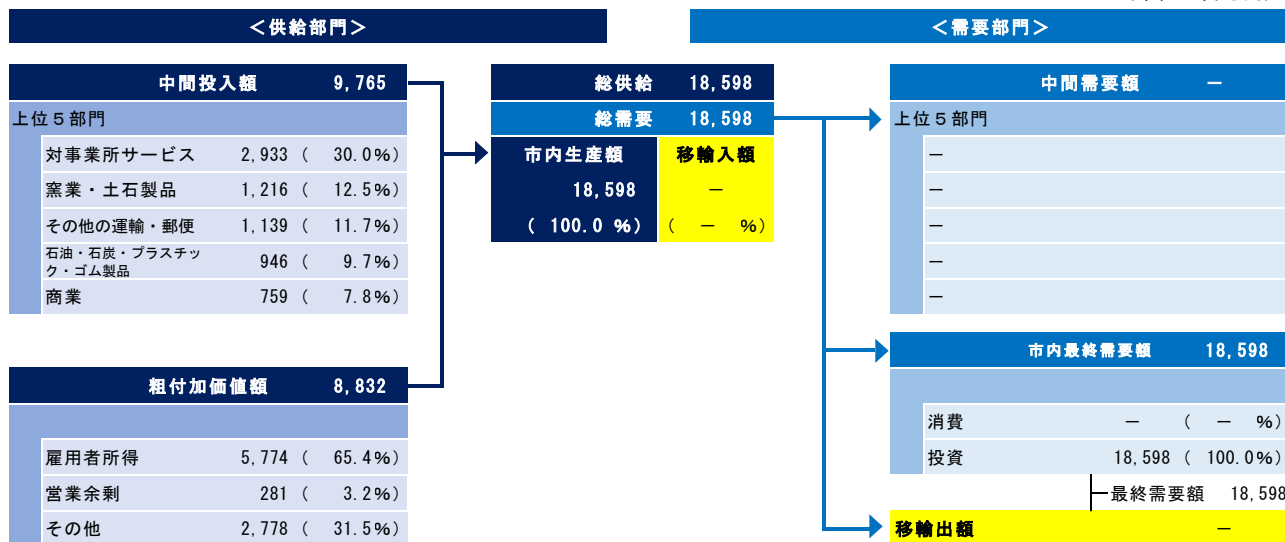 ＜供給部門＞
＜需要部門＞
中間投入額 9,765
上位５部門
対事業所サービス 2,933 ( 30.0%)
窯業・土石製品 1,216 ( 12.5%)
その他の運輸・郵便 1,139 ( 11.7%)
石油・石炭・プラスチッ
ク・ゴム製品 946 ( 9.7%)
商業 759 ( 7.8%)
粗付加価値額 8,832
雇用者所得 5,774 ( 65.4%)
営業余剰 281 ( 3.2%)
その他 2,778 ( 31.5%)
総供給 18,598
総需要 18,598
市内生産額 移輸入額
18,598 －
( 100.0 %) ( － %)
中間需要額 －
上位５部門
－
－
－
－
－
市内最終需要額 18,598
消費 － ( － %)
投資 18,598 ( 100.0%)
最終需要額 18,598
移輸出額 －